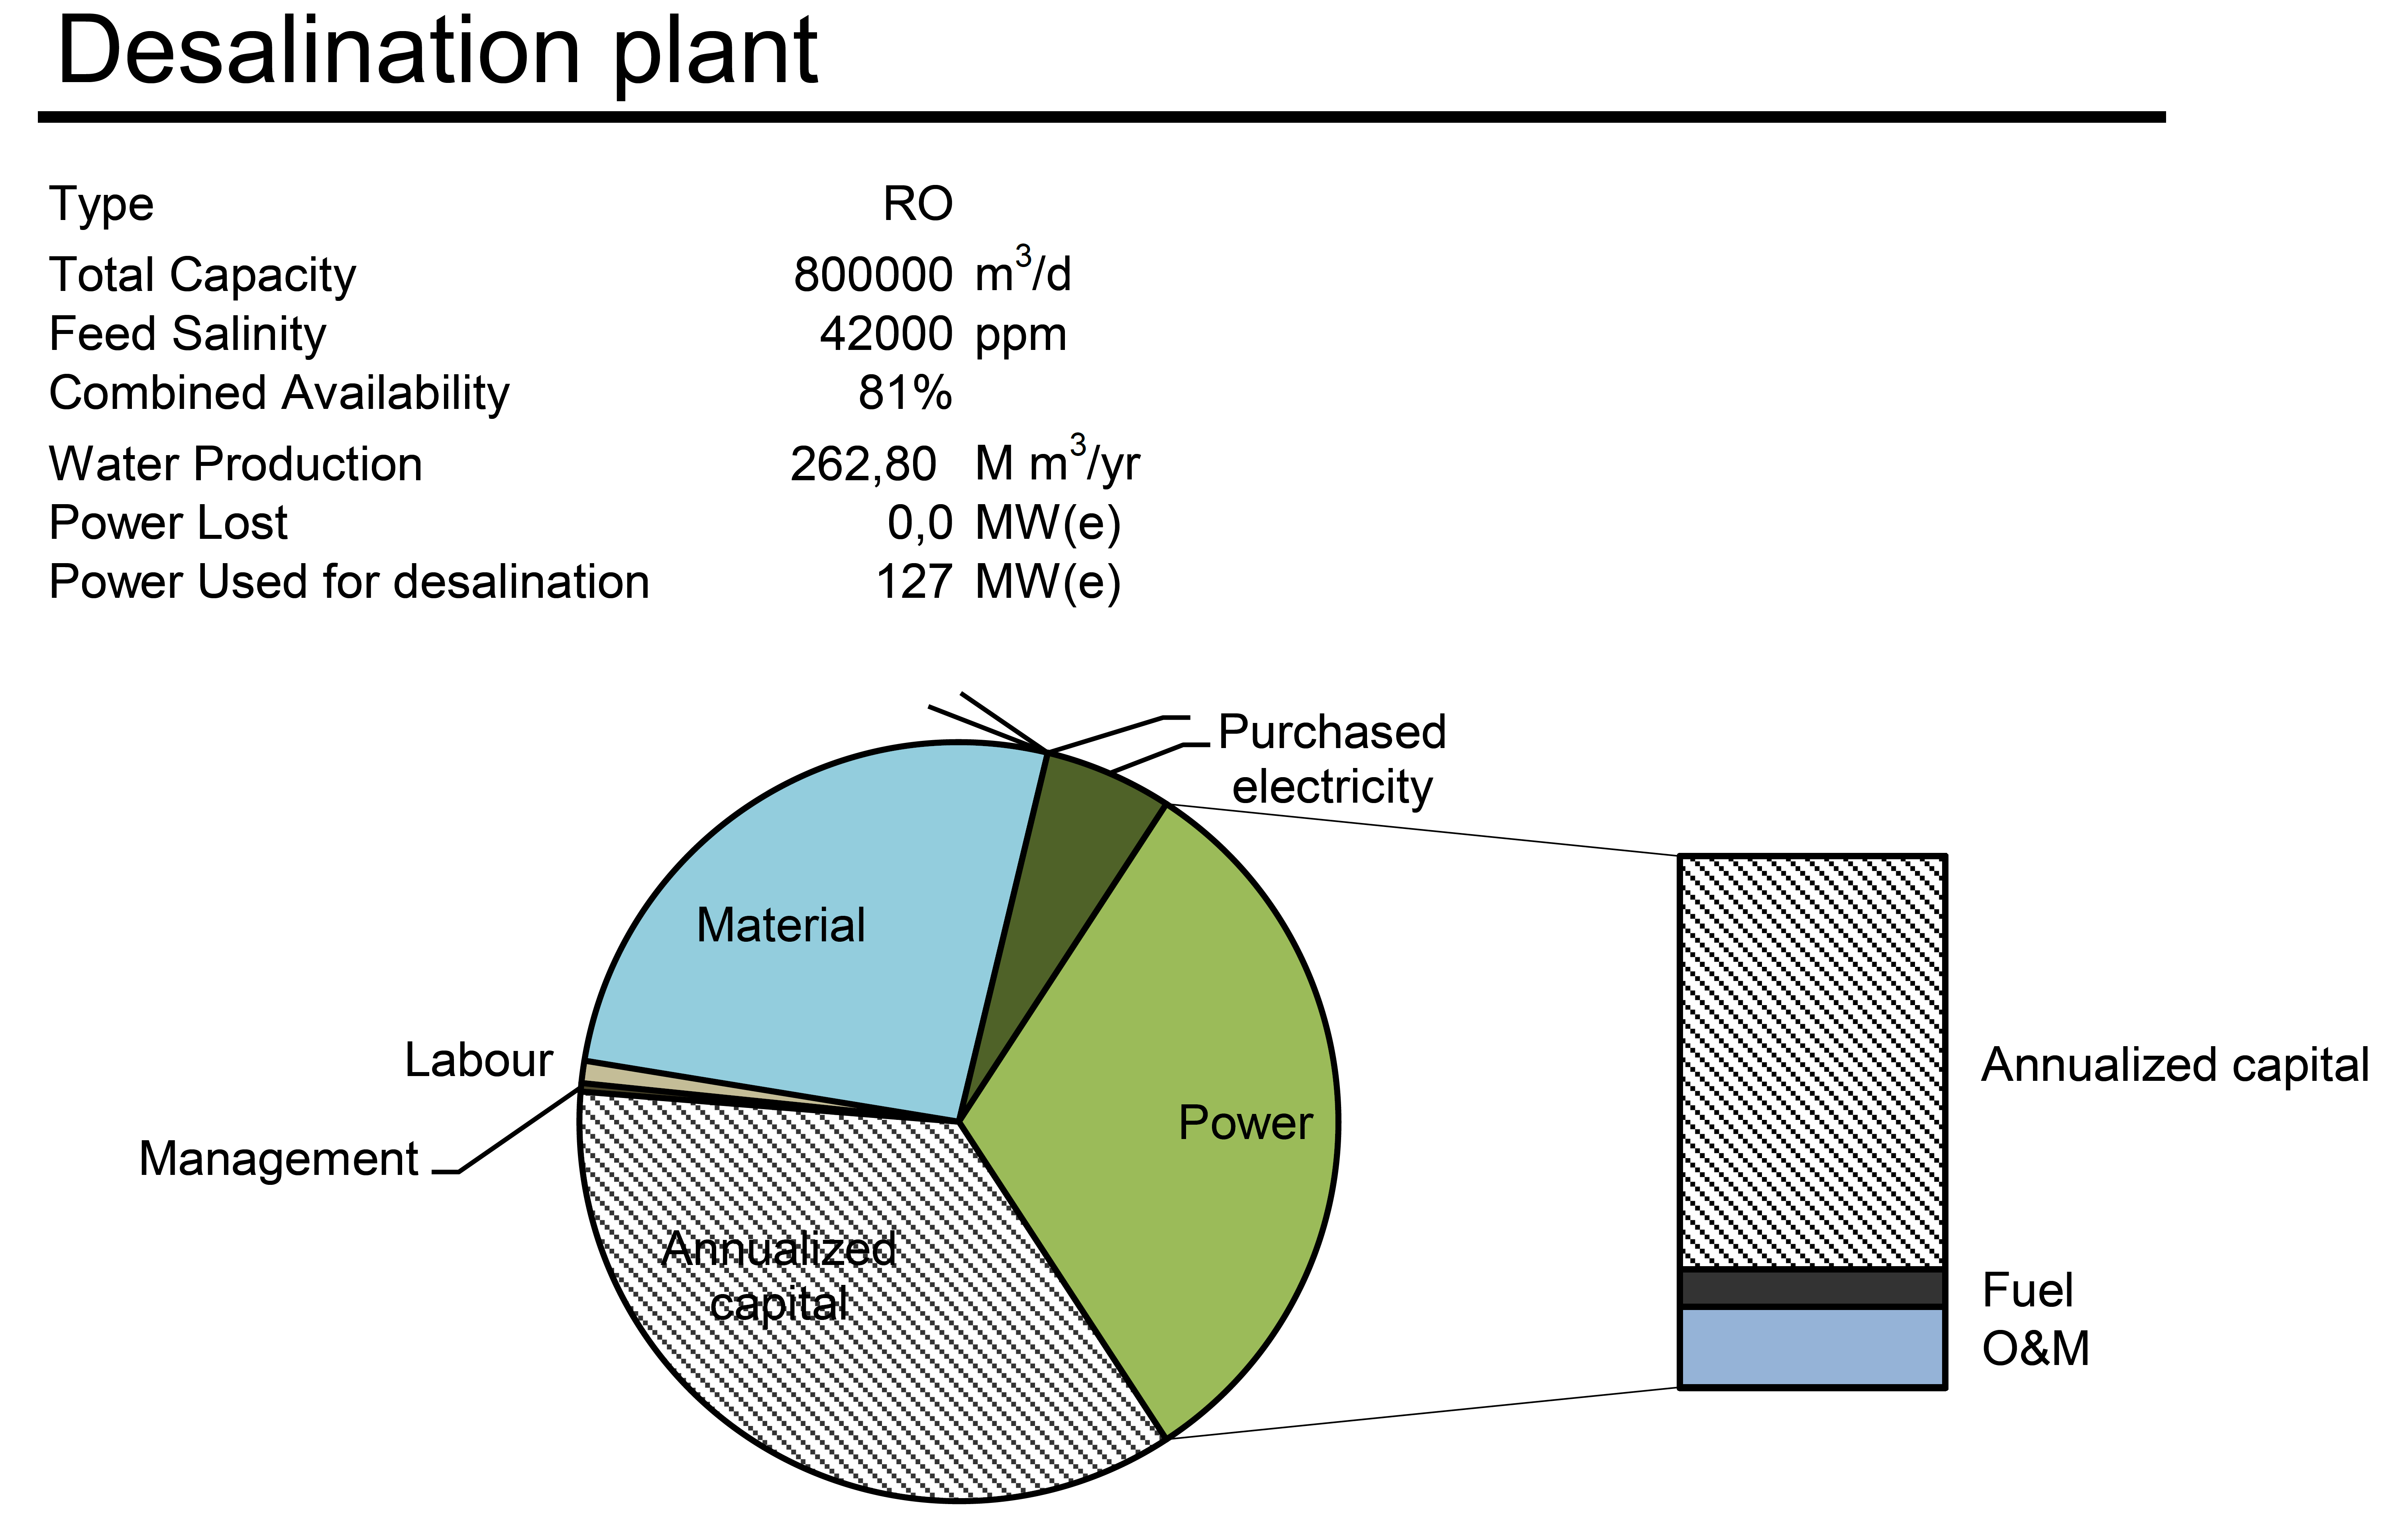 Desalination plant
Type RO
Total Capacity 800000 m³/d
Feed Salinity 42000 ppm
Combined Availability 81%
Water Production 262,80 M m³/yr
Power Lost 0,0 MW(e)
Power Used for desalination 127 MW(e)
Purchased
electricity
Material
Labour
Management
Power
Annualized
capital
Annualized capital
Fuel
O&M